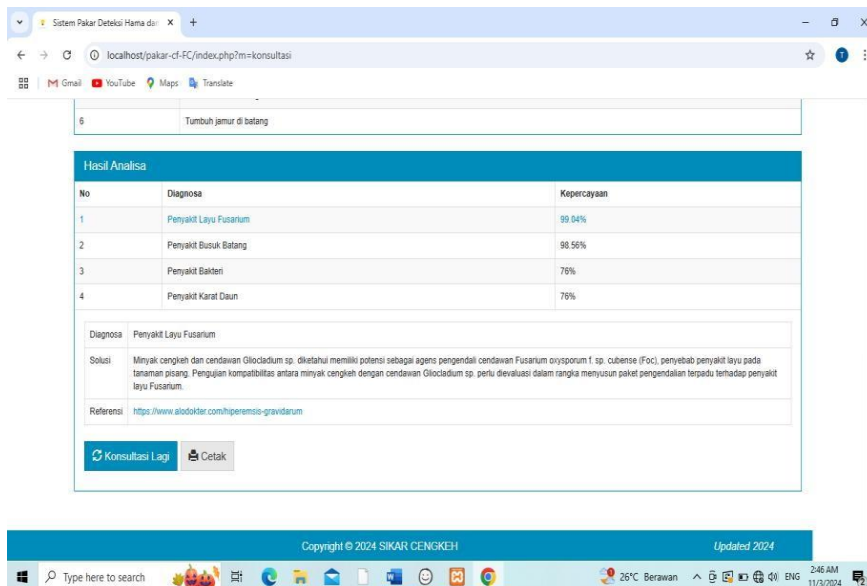 Sistem Pakar Deteksi Hama dar
localhost/pakar-cf-FC/index.php?m=konsultasi
T
Gmail YouTube Maps Translate
6 Tumbuh jamur di batang
Hasil Analisa
No Diagnosa Kepercayaan
1 Penyakit Layu Fusarium 99.04%
2 Penyakit Busuk Batang 98.56%
3 Penyakit Bakteri 76%
4 Penyakit Karat Daun 76%
Diagnosa Penyakit Layu Fusarium
Solusi Minyak cengkeh dan cendawan Gliocladium sp. diketahui memiliki potensi sebagai agens pengendali cendawan Fusarium oxysporum f. sp. cubense (Foc), penyebab penyakit layu pada
tanaman pisang. Pengujian kompatibilitas antara minyak cengkeh dengan cendawan Gliocladium sp. perlu dievaluasi dalam rangka menyusun paket pengendalian terpadu terhadap penyakit
layu Fusarium.
Referensi https://www.alodokter.com/hiperemsis-gravidarum
Konsultasi Lagi Cetak
Copyright © 2024 SIKAR CENGKEH Updated 2024
Type here to search 26°C Berawan ENG 2:46 AM
11/3/2024